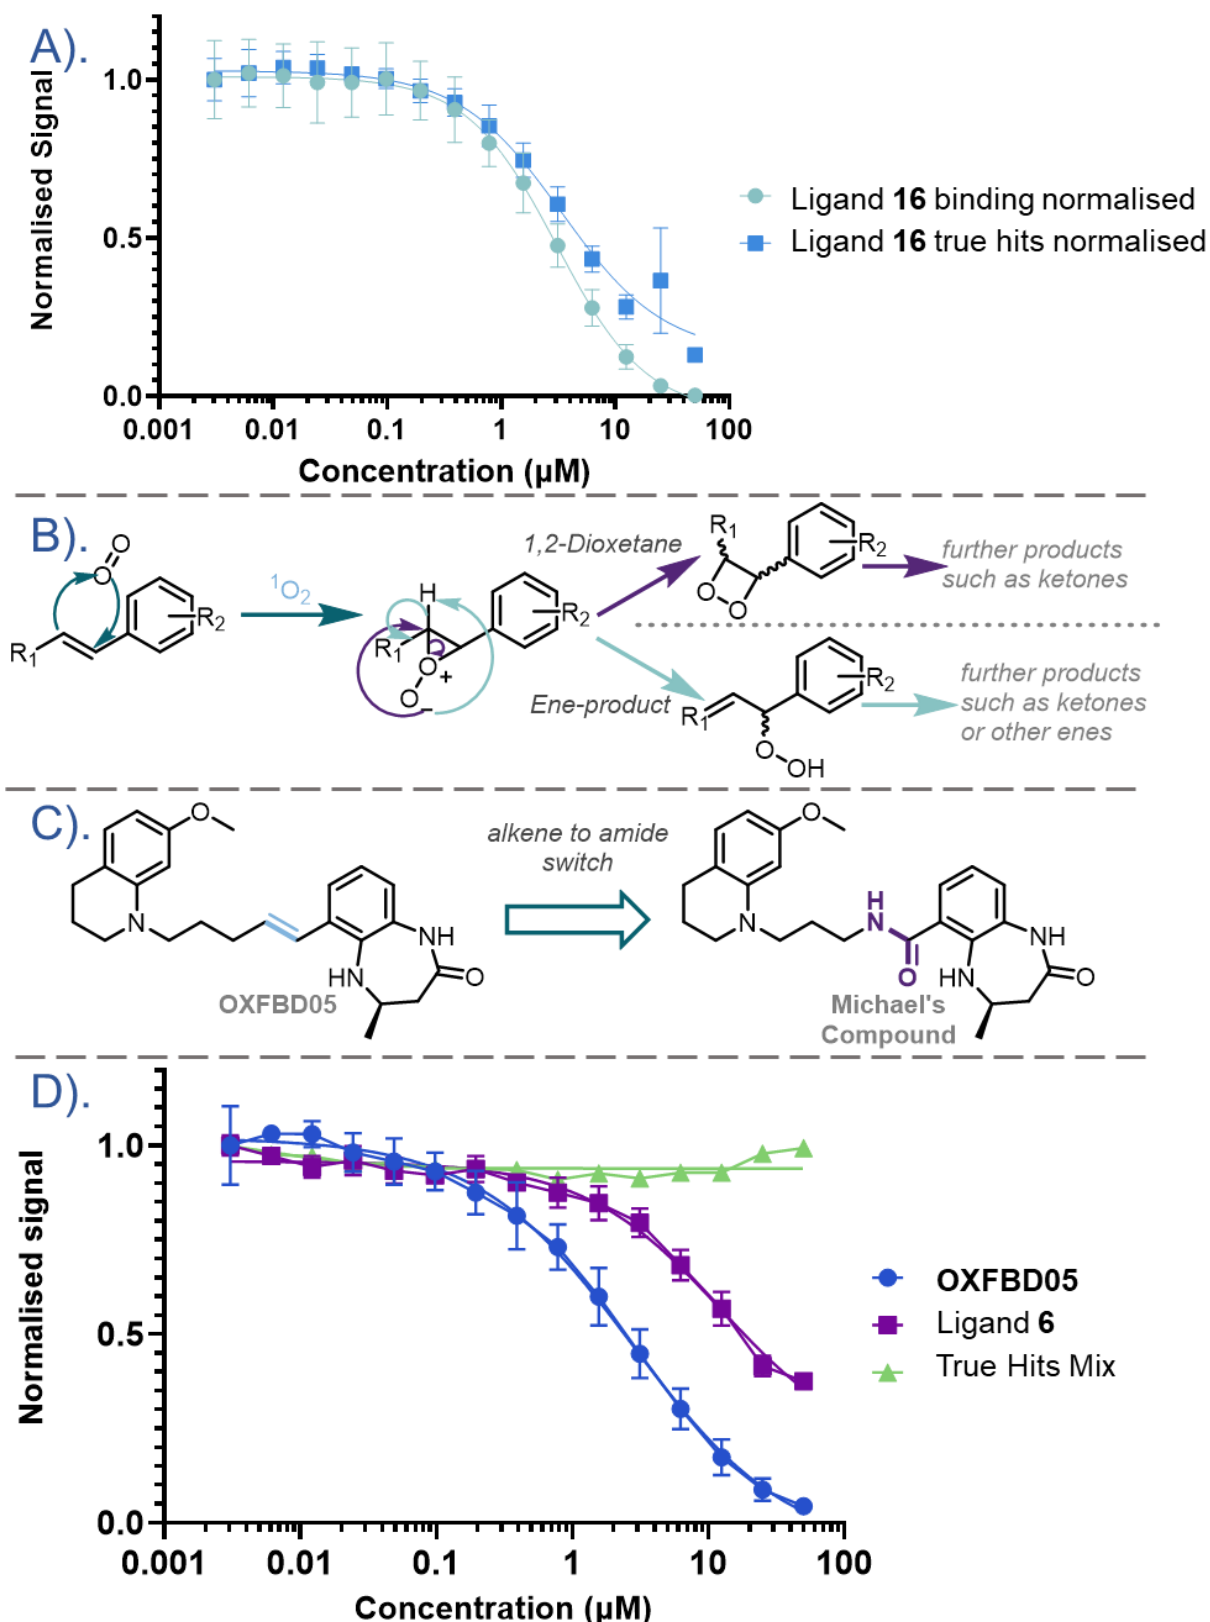 A).
Normalised Signal
1.0
0.5
0.0
0.001
0.01
0.1
1
10
100
Concentration (µM)
Ligand 16 binding normalised
Ligand 16 true hits normalised
B).
O
O
R1
R2
¹O2
H
R1
R2
O
+
O
–
1,2-Dioxetane
R1
R2
O
O
further products
such as ketones
Ene-product
R1
R2
O
OH
further products
such as ketones
or other enes
C).
O
N
NH
HN
O
OXFBD05
alkene to amide
switch
O
N
H
N
O
NH
HN
O
Michael's
Compound
D).
Normalised signal
1.0
0.5
0.0
0.001
0.01
0.1
1
10
100
Concentration (µM)
OXFBD05
Ligand 6
True Hits Mix